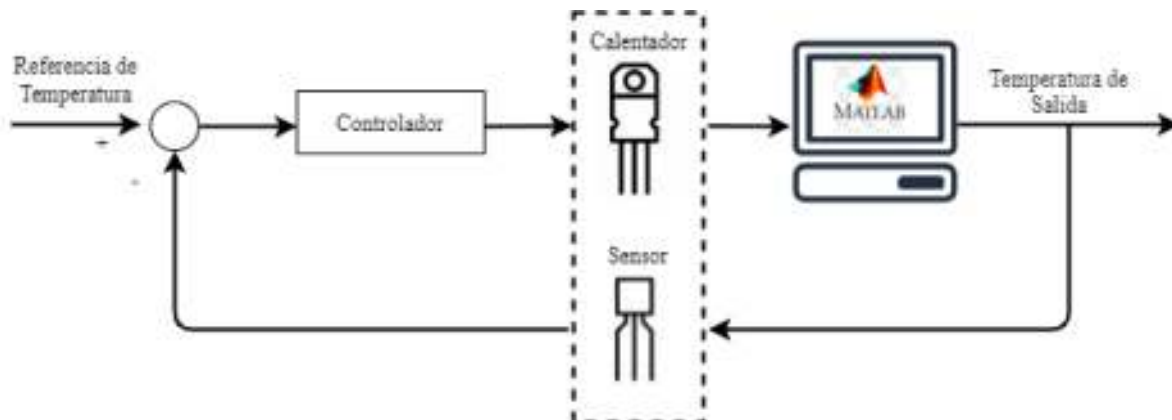 Referencia de
Temperatura
+
-
Controlador
Calentador
Sensor
MATLAB
Temperatura de
Salida